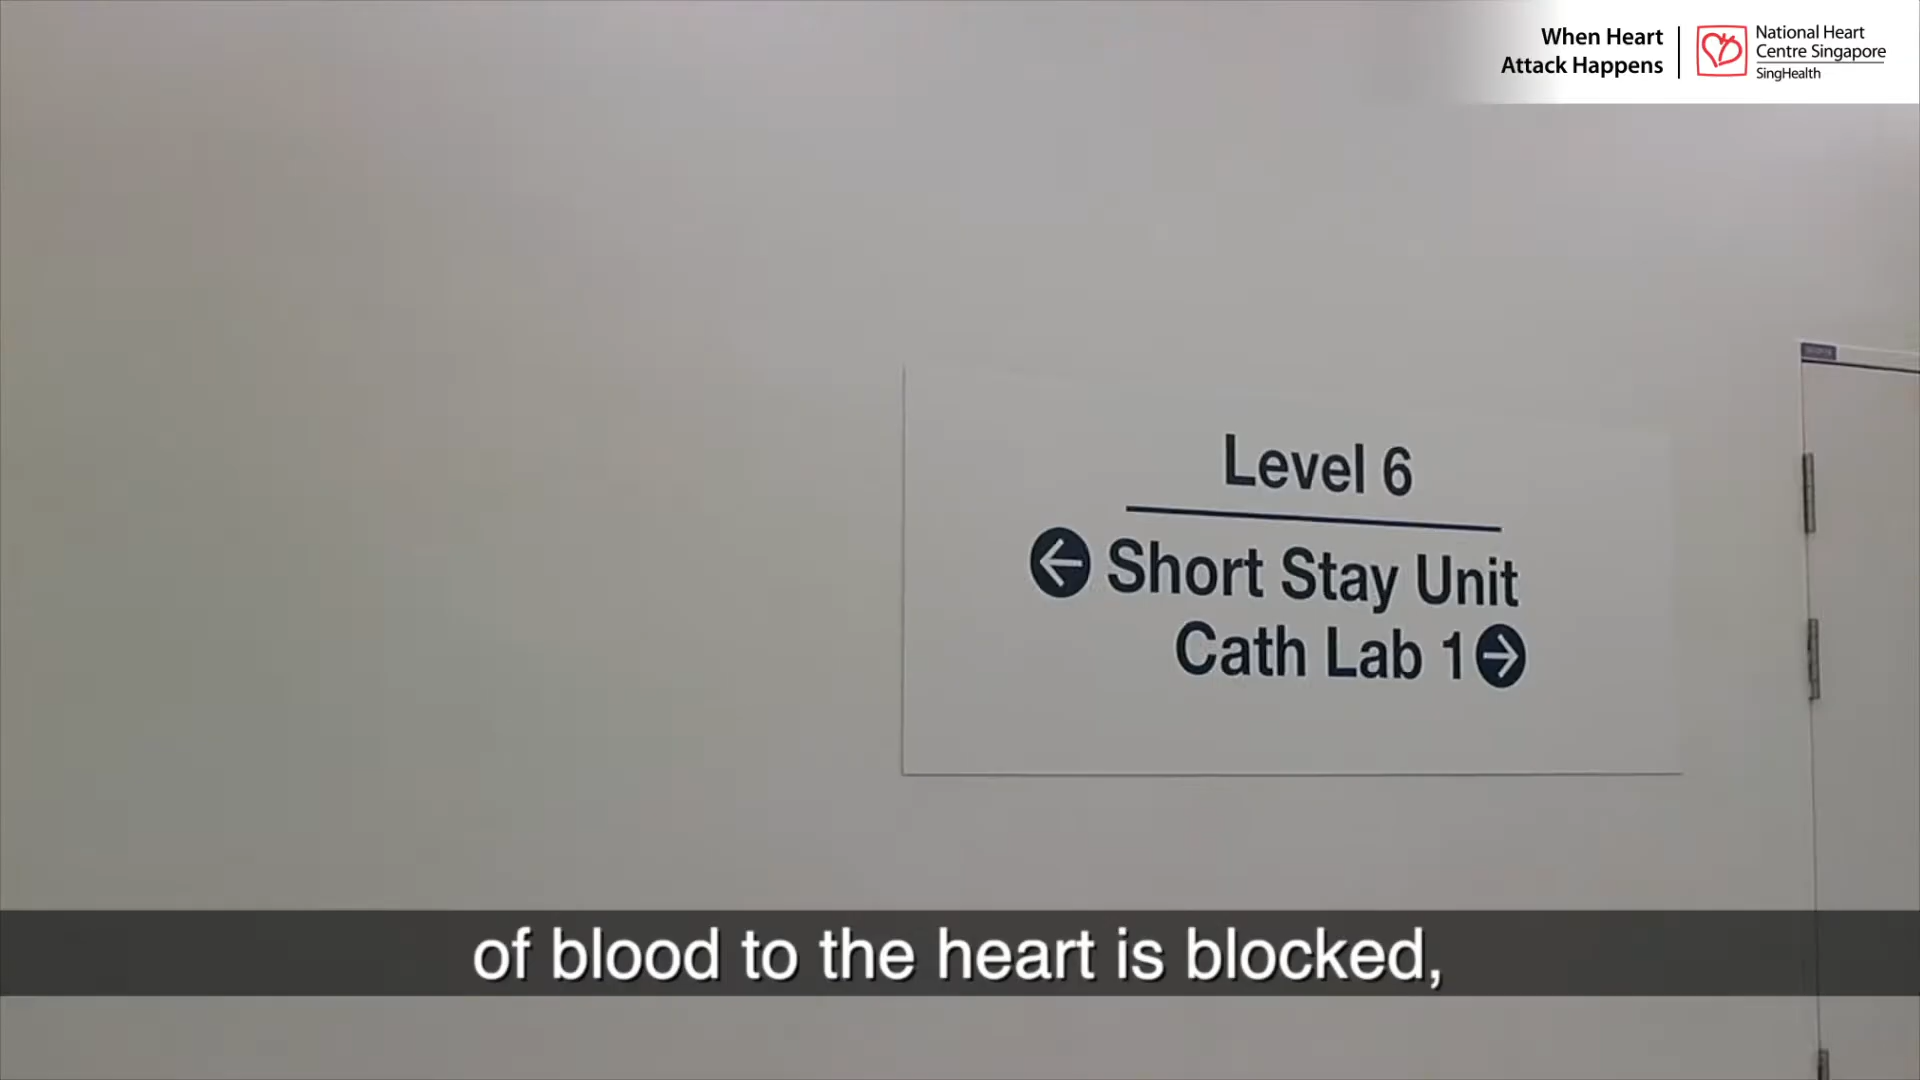 When Heart
Attack Happens
National Heart
Centre Singapore
SingHealth
Level 6
Short Stay Unit
Cath Lab 1
of blood to the heart is blocked,